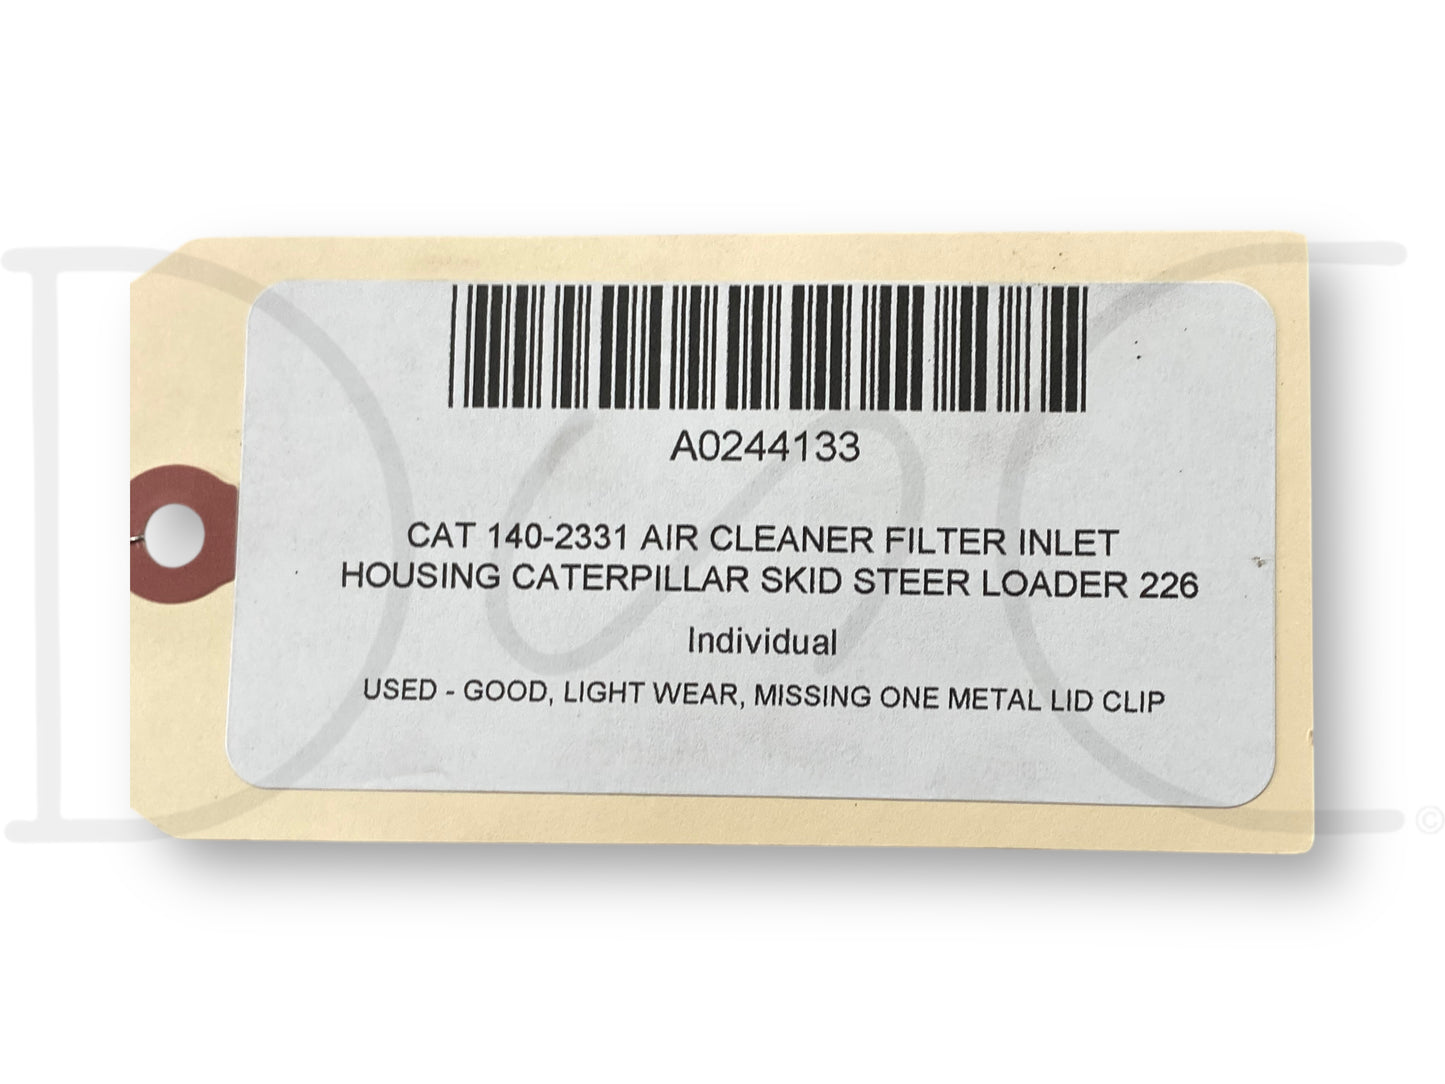 A0244133
CAT 140-2331 AIR CLEANER FILTER INLET
HOUSING CATERPILLAR SKID STEER LOADER 226
Individual
USED - GOOD, LIGHT WEAR, MISSING ONE METAL LID CLIP
©